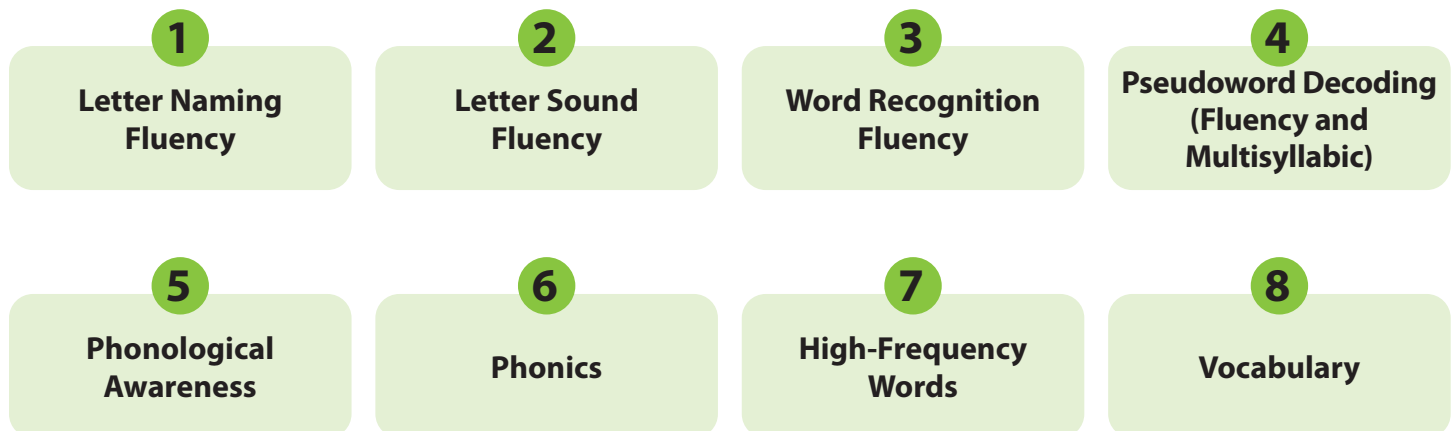 1
Letter Naming
Fluency
2
Letter Sound
Fluency
3
Word Recognition
Fluency
4
Pseudoword Decoding
(Fluency and
Multisyllabic)
5
Phonological
Awareness
6
Phonics
7
High-Frequency
Words
8
Vocabulary